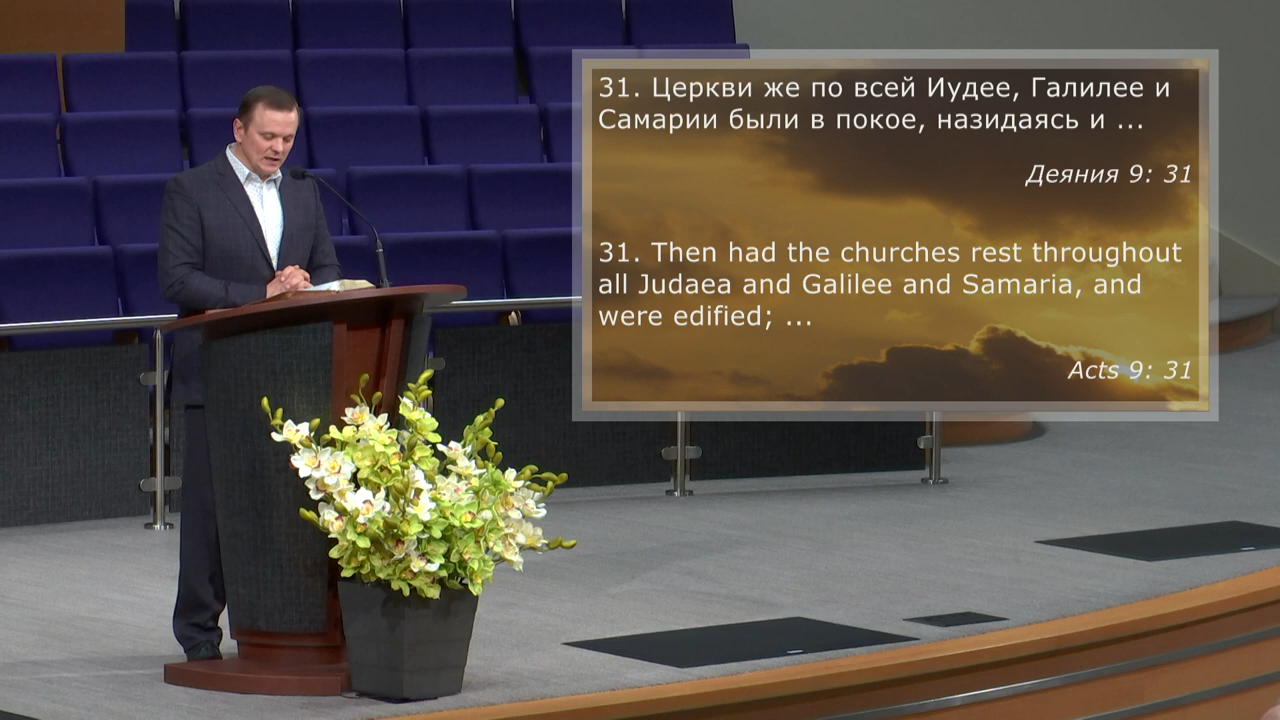 31. Церкви же по всей Иудее, Галилее и
Самарии были в покое, назидаясь и ...
Деяния 9: 31
31. Then had the churches rest throughout
all Judaea and Galilee and Samaria, and
were edified; ...
Acts 9: 31